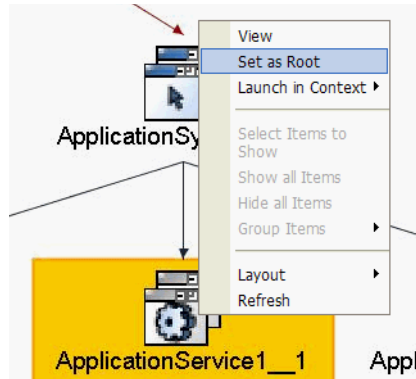 View
Set as Root
Launch in Context
ApplicationSy
Select Items to
Show
Show all Items
Hide all Items
Group Items
Layout
Refresh
ApplicationService1__1
Appl